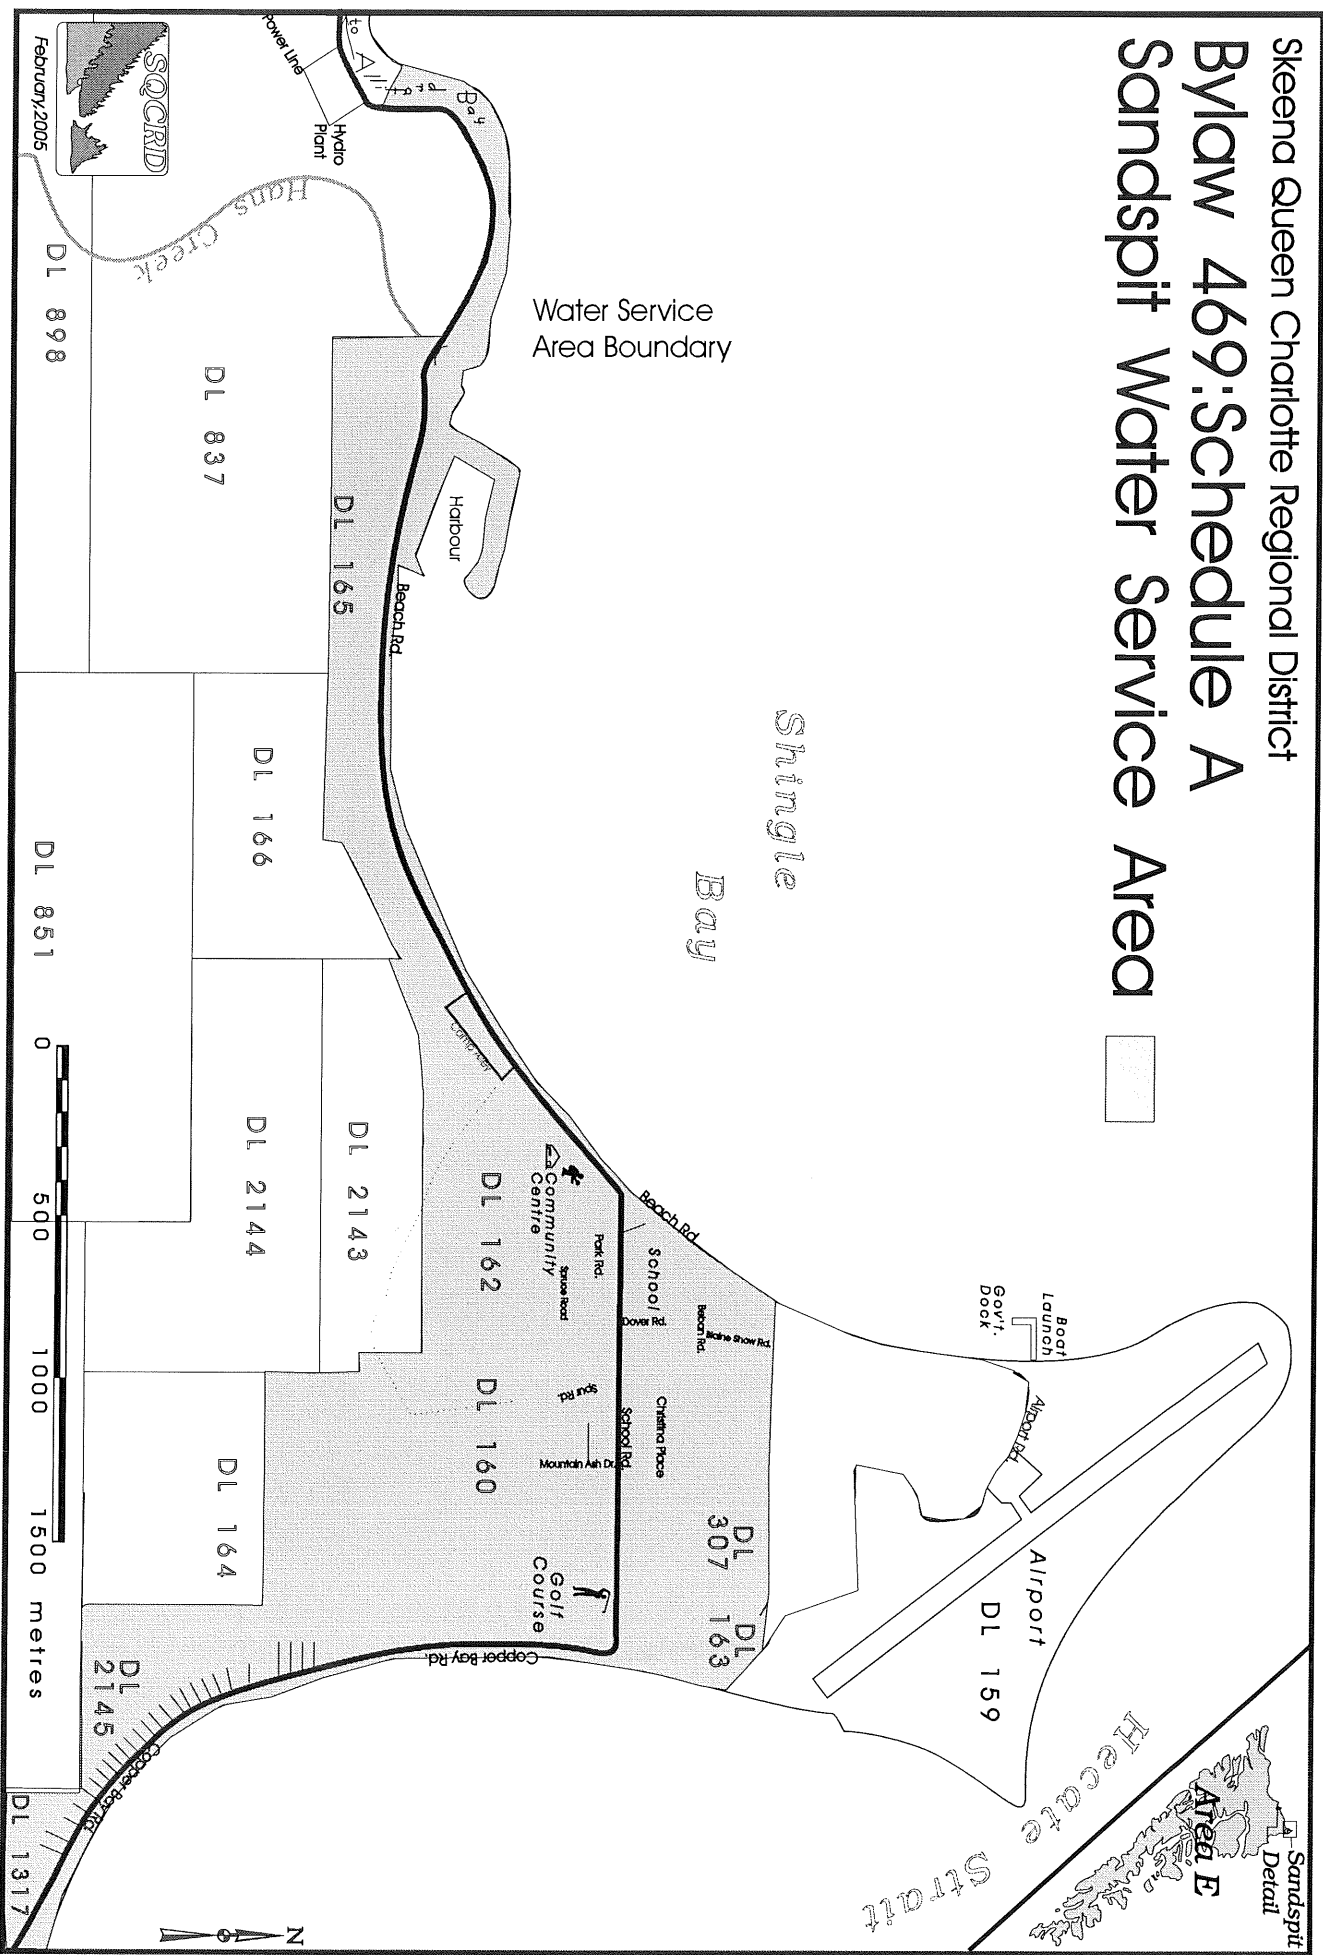 Skeena Queen Charlotte Regional District
Bylaw 469:Schedule A
Sandspit Water Service Area
Water Service
Area Boundary
Shingle
Bay
Boat
Launch
Gov't.
Dock
Airport Rd.
Airport
DL 159
Hecate Strait
Sandspit
Detail
Area E
to Alliford Bay
Power Line
Hydro
Plant
Hans Creek
Harbour
Beach Rd.
Beach Rd.
School
Park Rd.
Spruce Road
Dover Rd.
Beban Rd.
Blaine Shaw Rd.
Community
Centre
Christina Place
School Rd.
Spur Rd.
Mountain Ash Dr.
Golf
Course
Copper Bay Rd.
Copper Bay Rd.
DL
307
DL
163
DL 162
DL 160
DL 165
DL 837
DL 898
DL 166
DL 851
DL 2143
DL 2144
DL 164
DL
2145
DL 1317
0 500 1000 1500 metres
N
SQCRD
February,2005